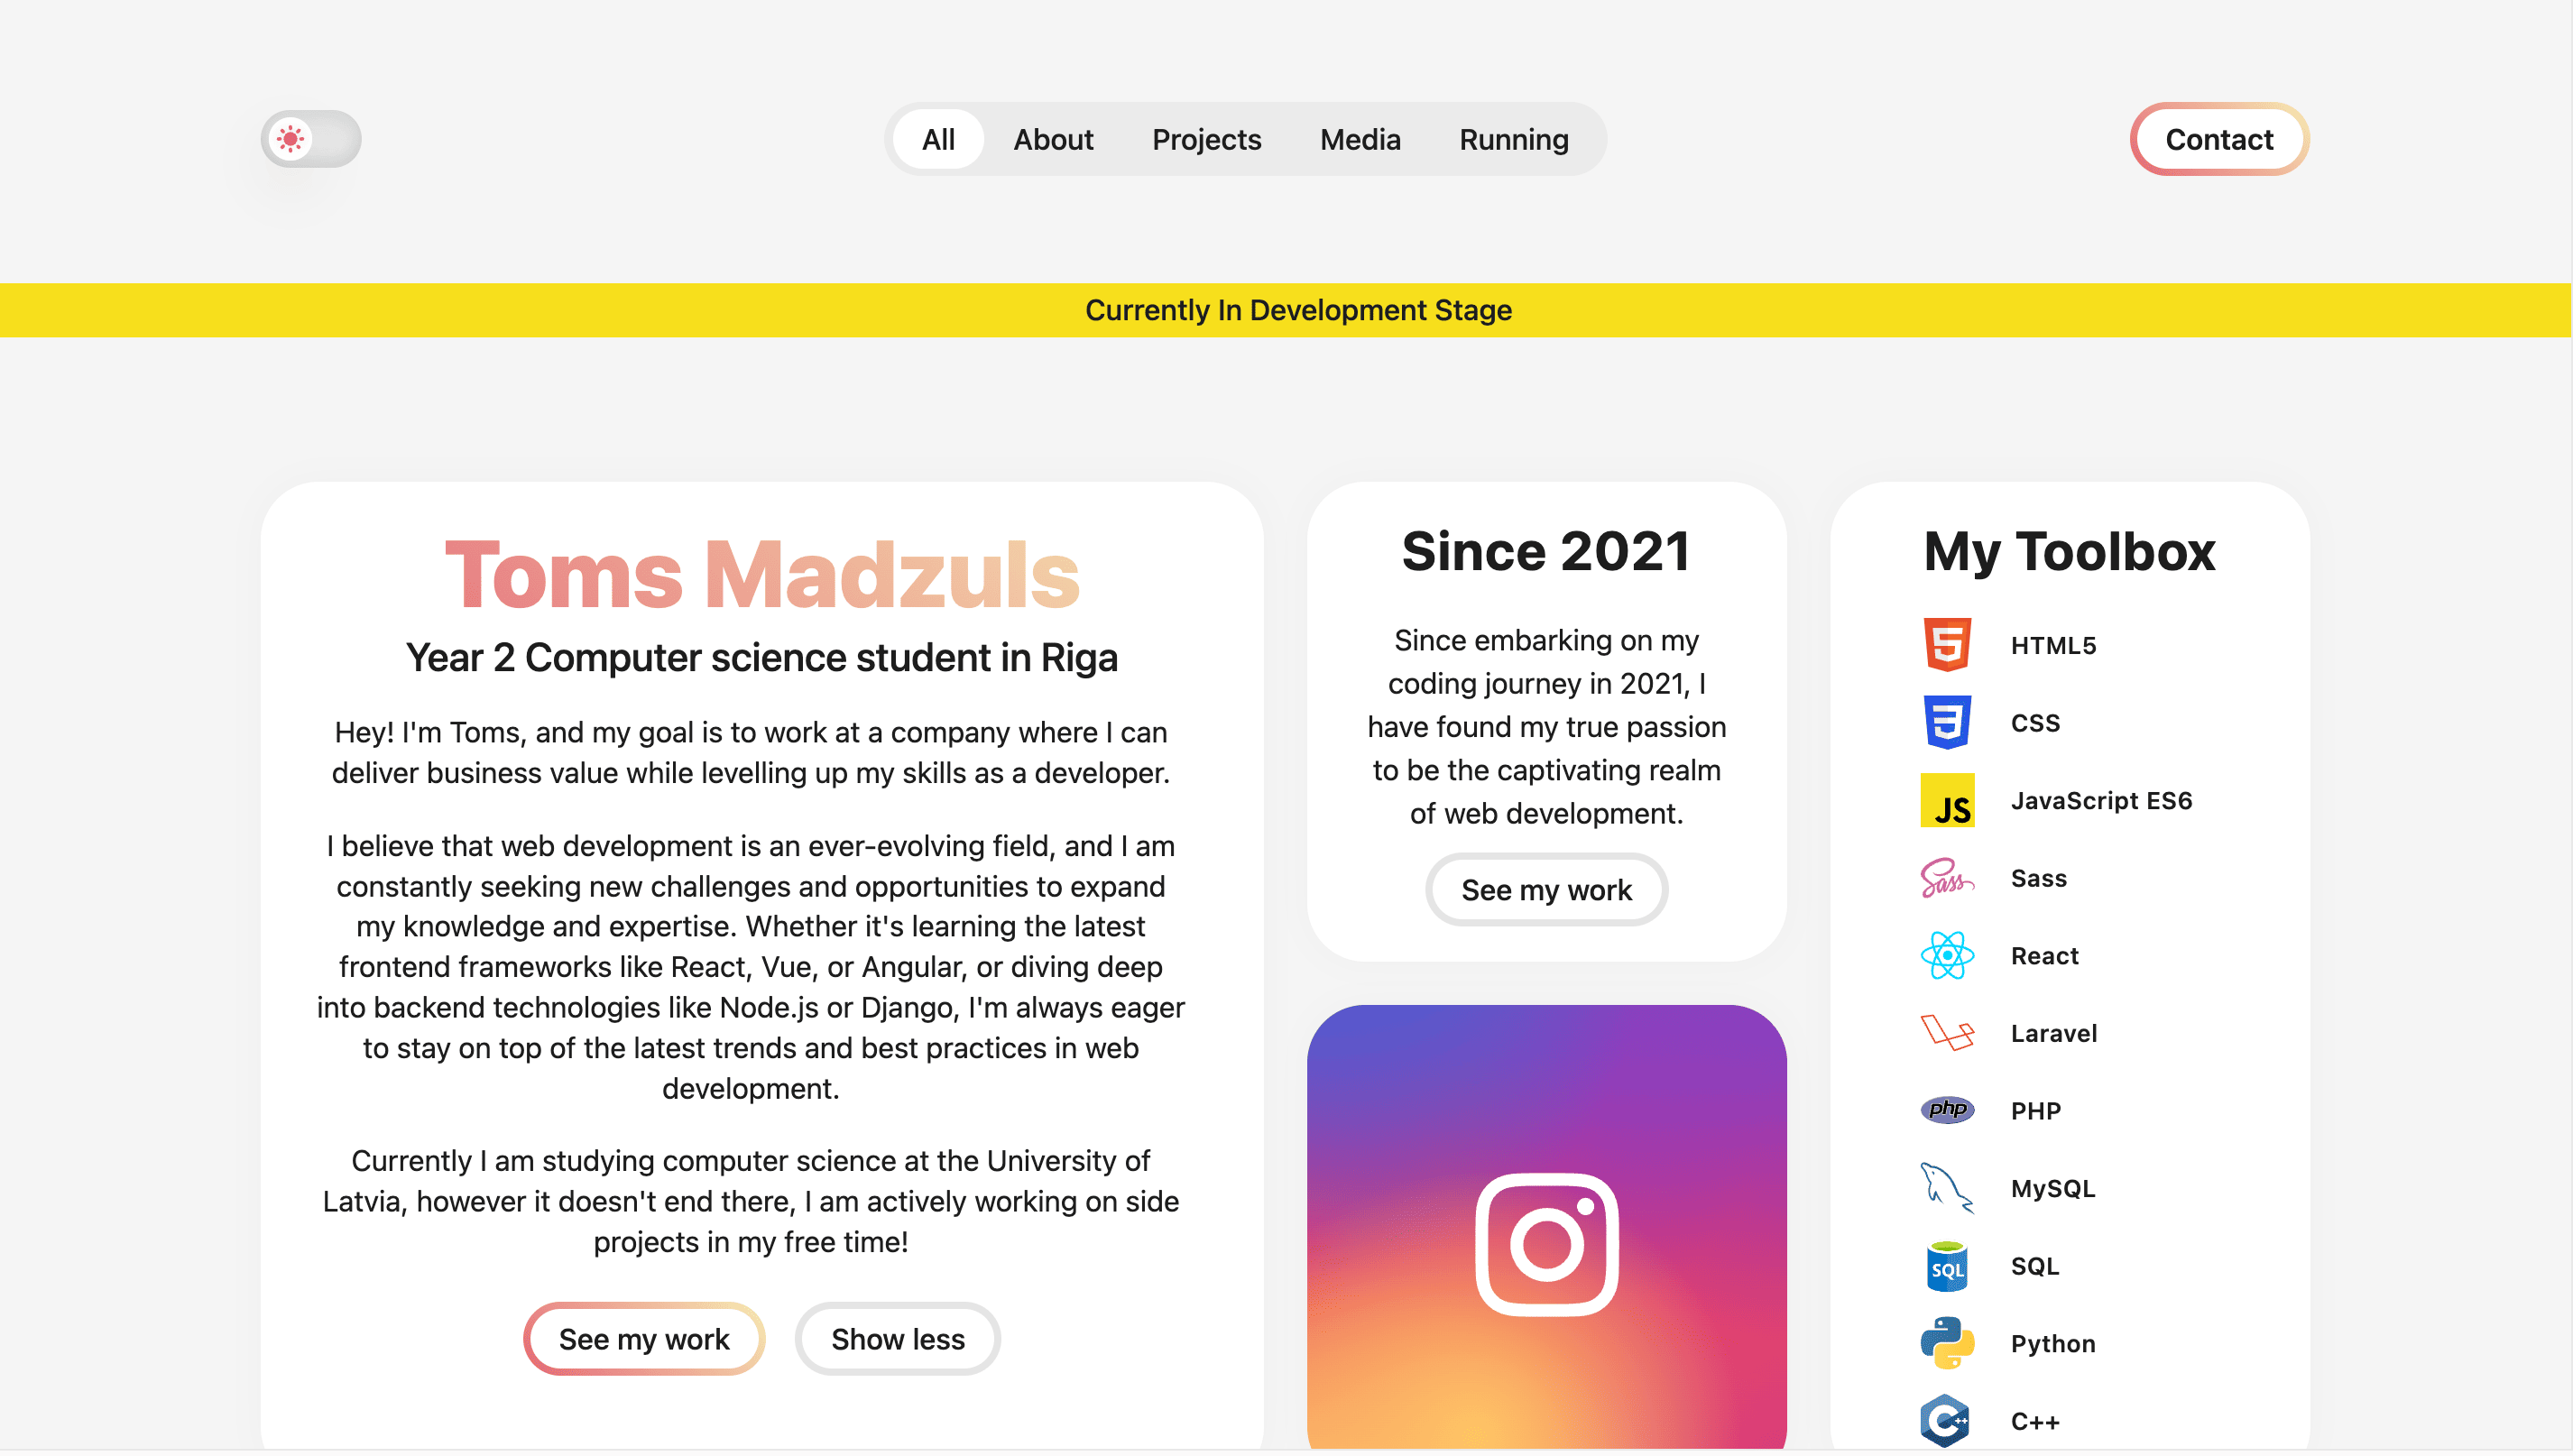 All
About
Projects
Media
Running
Contact
Currently In Development Stage
Toms Madzuls
Year 2 Computer science student in Riga
Hey! I'm Toms, and my goal is to work at a company where I can
deliver business value while levelling up my skills as a developer.
I believe that web development is an ever-evolving field, and I am
constantly seeking new challenges and opportunities to expand
my knowledge and expertise. Whether it's learning the latest
frontend frameworks like React, Vue, or Angular, or diving deep
into backend technologies like Node.js or Django, I'm always eager
to stay on top of the latest trends and best practices in web
development.
Currently I am studying computer science at the University of
Latvia, however it doesn't end there, I am actively working on side
projects in my free time!
See my work
Show less
Since 2021
Since embarking on my
coding journey in 2021, I
have found my true passion
to be the captivating realm
of web development.
See my work
My Toolbox
HTML5
CSS
JS
JavaScript ES6
Sass
Sass
React
Laravel
php
PHP
MySQL
SQL
SQL
Python
C++
C++